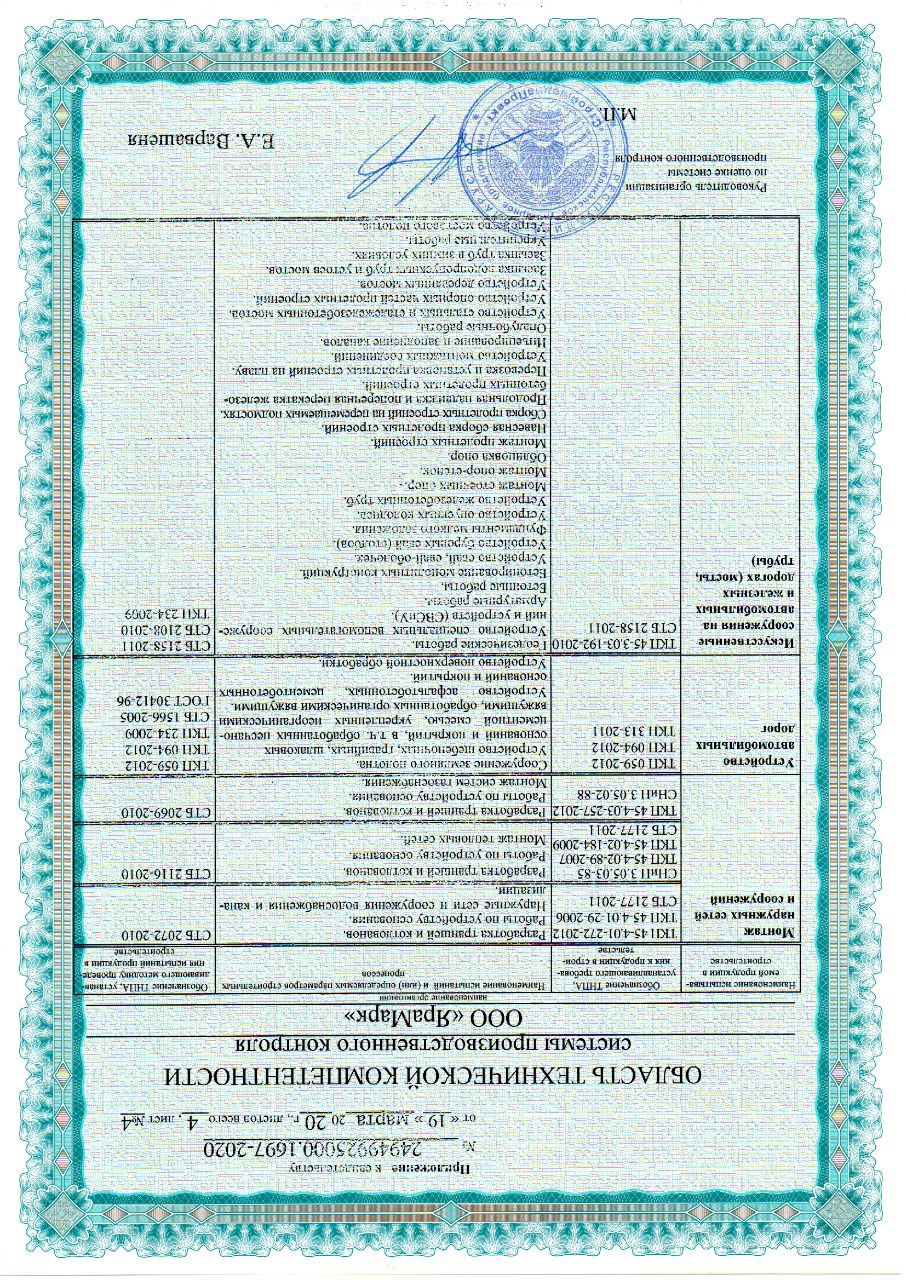 Приложение к свидетельству
№ 24949925000.1697-2020
от « 19 » марта 20 20 г., листов всего 4 , лист №4
ОБЛАСТЬ ТЕХНИЧЕСКОЙ КОМПЕТЕНТНОСТИ
системы производственного контроля
ООО «ЯраМарк»
наименование организации
Наименование испытыва-
емой продукции в
строительстве
Обозначение ТНПА,
устанавливающего требова-
ния к продукции в строи-
тельстве
Наименование испытаний и (или) определяемых параметров строительных
процессов
Обозначение ТНПА, устанав-
ливающего методику проведе-
ния испытаний продукции в
строительстве
Монтаж
наружных сетей
и сооружений
ТКП 45-4.01-272-2012
ТКП 45-4.01-29-2006
СТБ 2177-2011
Разработка траншей и котлованов.
Работы по устройству основания.
Наружные сети и сооружения водоснабжения и кана-
лизации.
СТБ 2072-2010
СНиП 3.05.03-85
ТКП 45-4.02-89-2007
ТКП 45-4.02-184-2009
СТБ 2177-2011
Разработка траншей и котлованов.
Работы по устройству основания.
Монтаж тепловых сетей.
СТБ 2116-2010
ТКП 45-4.03-257-2012
СНиП 3.05.02-88
Разработка траншей и котлованов.
Работы по устройству основания.
Монтаж систем газоснабжения.
СТБ 2069-2010
Устройство
автомобильных
дорог
ТКП 059-2012
ТКП 094-2012
ТКП 313-2011
Сооружение земляного полотна.
Устройство щебеночных, гравийных, шлаковых
оснований и покрытий, в т.ч. обработанных песчано-
цементной смесью, укрепленных неорганическими
вяжущими, обработанных органическими вяжущими.
Устройство асфальтобетонных, цементобетонных
оснований и покрытий.
Устройство поверхностной обработки.
ТКП 059-2012
ТКП 094-2012
ТКП 234-2009
СТБ 1566-2005
ГОСТ 30412-96
Искусственные
сооружения на
автомобильных
и железных
дорогах (мосты,
трубы)
ТКП 45-3.03-192-2010
СТБ 2158-2011
Геодезические работы.
Устройство специальных вспомогательных сооруже-
ний и устройств (СВСиУ).
Арматурные работы.
Бетонные работы.
Бетонирование монолитных конструкций.
Устройство свай, свай-оболочек.
Устройство буровых свай (столбов).
Фундаменты мелкого заложения.
Устройство опускных колодцев.
Устройство железобетонных труб.
Монтаж стоечных опор.
Монтаж опор-стенок.
Облицовка опор.
Монтаж пролетных строений.
Навесная сборка пролетных строений.
Сборка пролетных строений на перемещаемых подмостях.
Продольная надвижка и поперечная перекатка железо-
бетонных пролетных строений.
Перевозка и установка пролетных строений на плаву.
Устройство монтажных соединений.
Инъецирование и заполнение каналов.
Опалубочные работы.
Устройство стальных и сталежелезобетонных мостов.
Устройство опорных частей пролетных строений.
Устройство деревянных мостов.
Засыпка водопропускных труб и устоев мостов.
Засыпка труб в зимних условиях.
Укрепительные работы.
Устройство мостового полотна.
СТБ 2158-2011
СТБ 2108-2010
ТКП 234-2009
Руководитель организации
по оценке системы
производственного контроля
Е.А. Варвашеня
М.П.